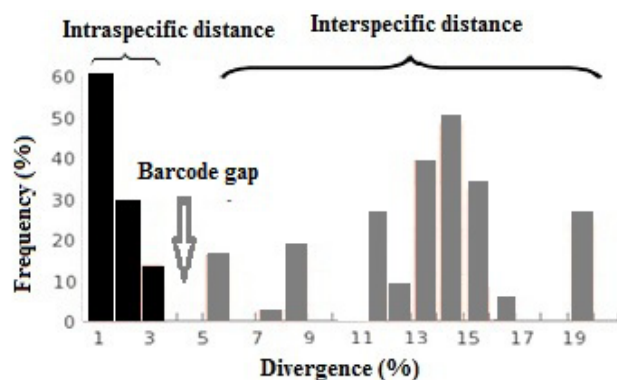 Intraspecific distance
Interspecific distance
Barcode gap
Frequency (%)
60
50
40
30
20
10
0
1 3 5 7 9 11 13 15 17 19
Divergence (%)